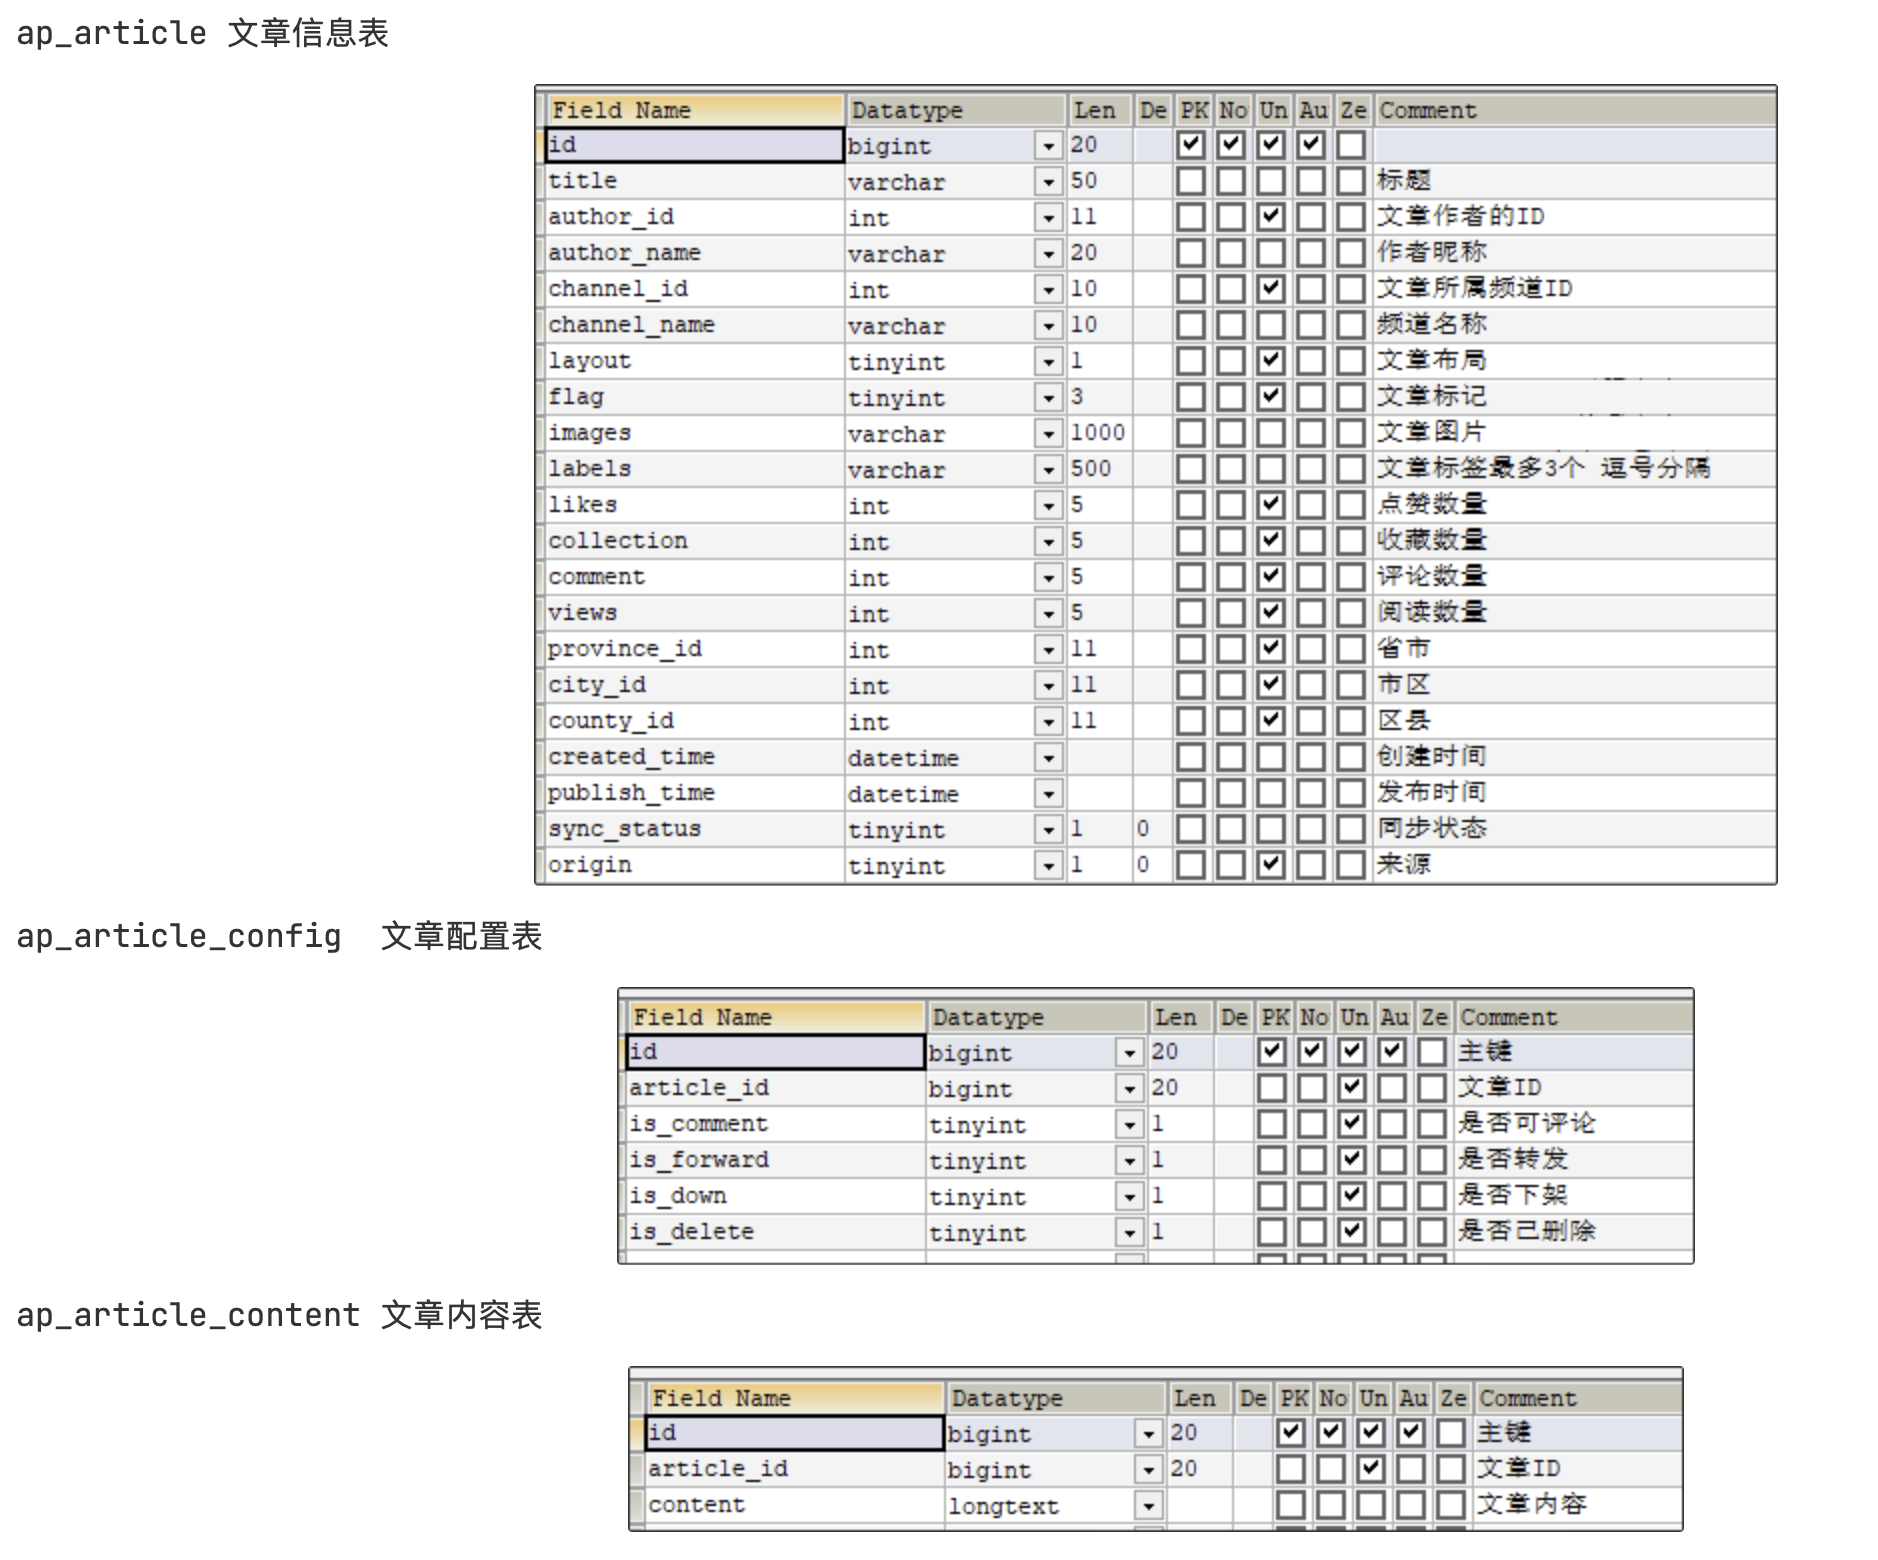 ap_article 文章信息表
Field Name Datatype Len De PK No Un Au Ze Comment
id bigint 20
title varchar 50 标题
author_id int 11 文章作者的ID
author_name varchar 20 作者昵称
channel_id int 10 文章所属频道ID
channel_name varchar 10 频道名称
layout tinyint 1 文章布局
flag tinyint 3 文章标记
images varchar 1000 文章图片
labels varchar 500 文章标签最多3个 逗号分隔
likes int 5 点赞数量
collection int 5 收藏数量
comment int 5 评论数量
views int 5 阅读数量
province_id int 11 省市
city_id int 11 市区
county_id int 11 区县
created_time datetime 创建时间
publish_time datetime 发布时间
sync_status tinyint 1 0 同步状态
origin tinyint 1 0 来源
ap_article_config 文章配置表
Field Name Datatype Len De PK No Un Au Ze Comment
id bigint 20 主键
article_id bigint 20 文章ID
is_comment tinyint 1 是否可评论
is_forward tinyint 1 是否转发
is_down tinyint 1 是否下架
is_delete tinyint 1 是否已删除
ap_article_content 文章内容表
Field Name Datatype Len De PK No Un Au Ze Comment
id bigint 20 主键
article_id bigint 20 文章ID
content longtext 文章内容